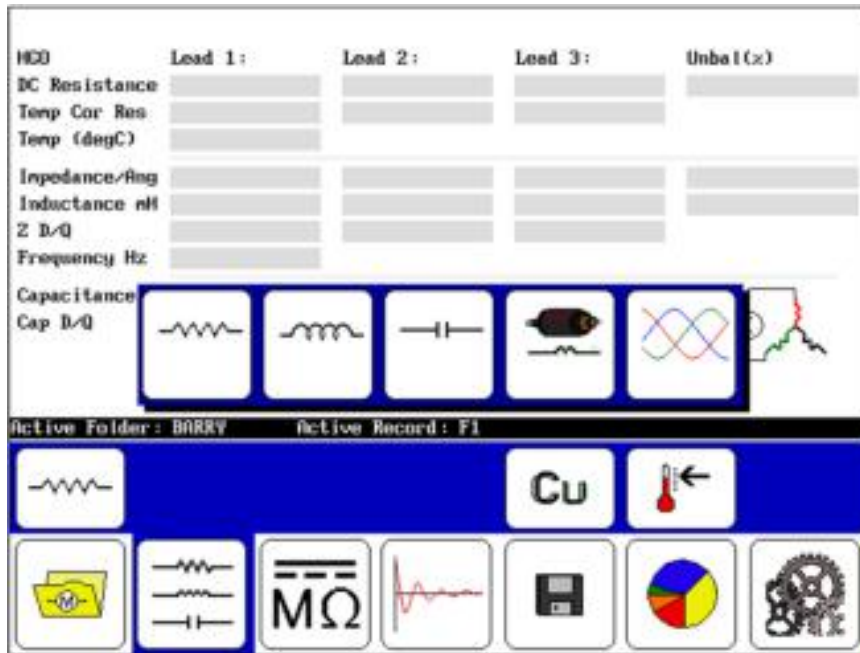 MCO Lead 1: Lead 2: Lead 3: Unbal(%)
DC Resistance
Temp Cor Res
Temp (degC)
Impedance/Ang
Inductance mH
Z D/Q
Frequency Hz
Capacitance
Cap D/Q
Active Folder: BARRY Active Record: F1
Cu
MΩ
M